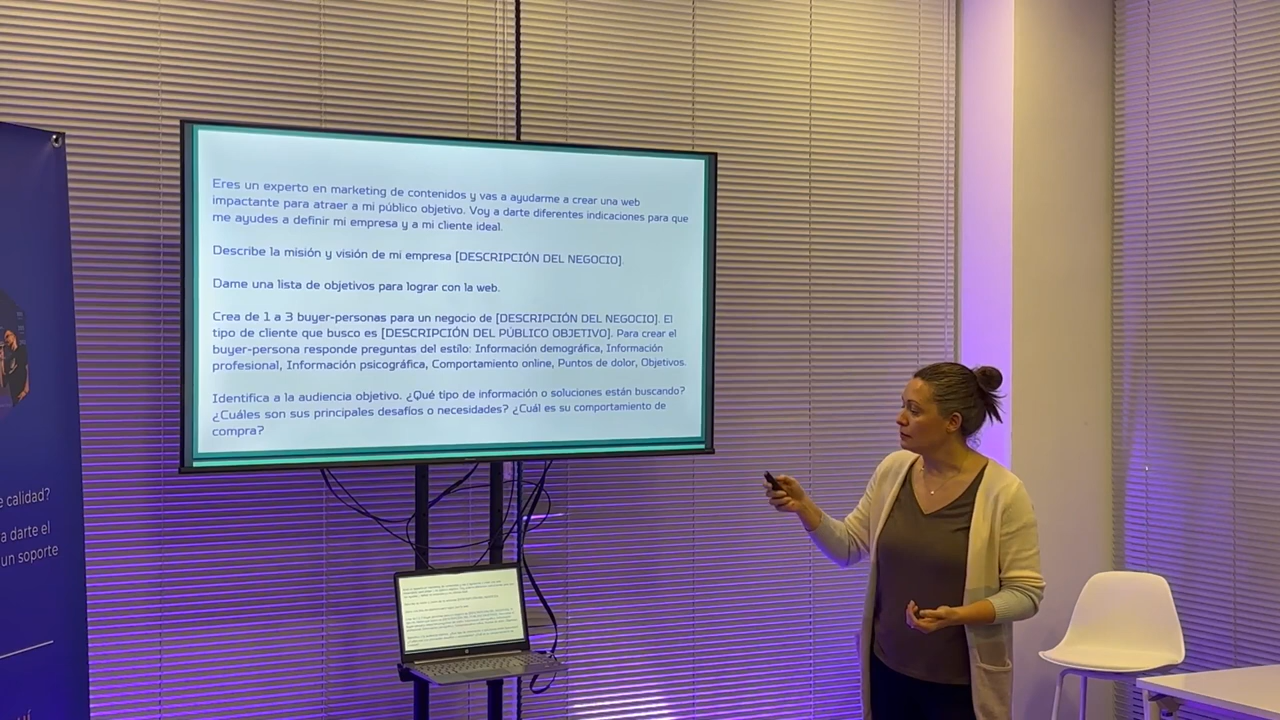 Eres un experto en marketing de contenidos y vas a ayudarme a crear una web
impactante para atraer a mi público objetivo. Voy a darte diferentes indicaciones para que
me ayudes a definir mi empresa y a mi cliente ideal.
Describe la misión y visión de mi empresa [DESCRIPCIÓN DEL NEGOCIO].
Dame una lista de objetivos para lograr con la web.
Crea de 1 a 3 buyer-personas para un negocio de [DESCRIPCIÓN DEL NEGOCIO]. El
tipo de cliente que busco es [DESCRIPCIÓN DEL PÚBLICO OBJETIVO]. Para crear el
buyer-persona responde preguntas del estilo: Información demográfica, Información
profesional, Información psicográfica, Comportamiento online, Puntos de dolor, Objetivos.
Identifica a la audiencia objetivo. ¿Qué tipo de información o soluciones están buscando?
¿Cuáles son sus principales desafíos o necesidades? ¿Cuál es su comportamiento de
compra?
e calidad?
a darte el
un soporte